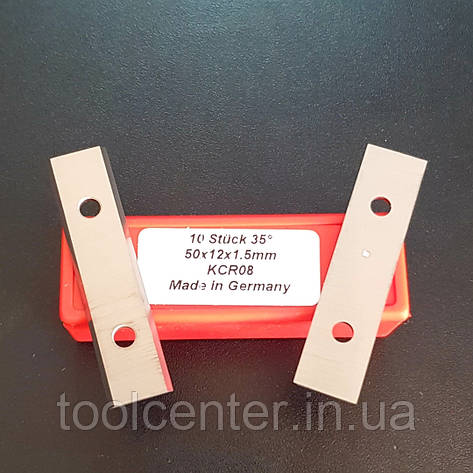 10 Stück 35°
50x12x1.5mm
KCR08
Made in Germany
toolcenter.in.ua